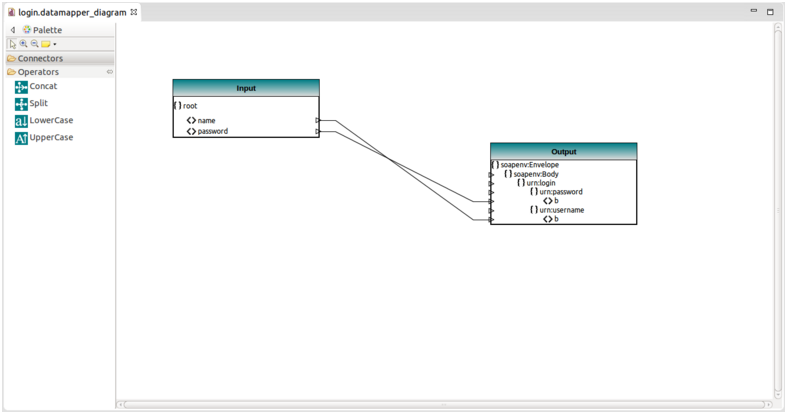 login.datamapper_diagram
Palette
Connectors
Operators
Concat
Split
LowerCase
UpperCase
Input
{} root
<> name
<> password
Output
{} soapenv:Envelope
{} soapenv:Body
{} urn:login
{} urn:password
<> b
{} urn:username
<> b